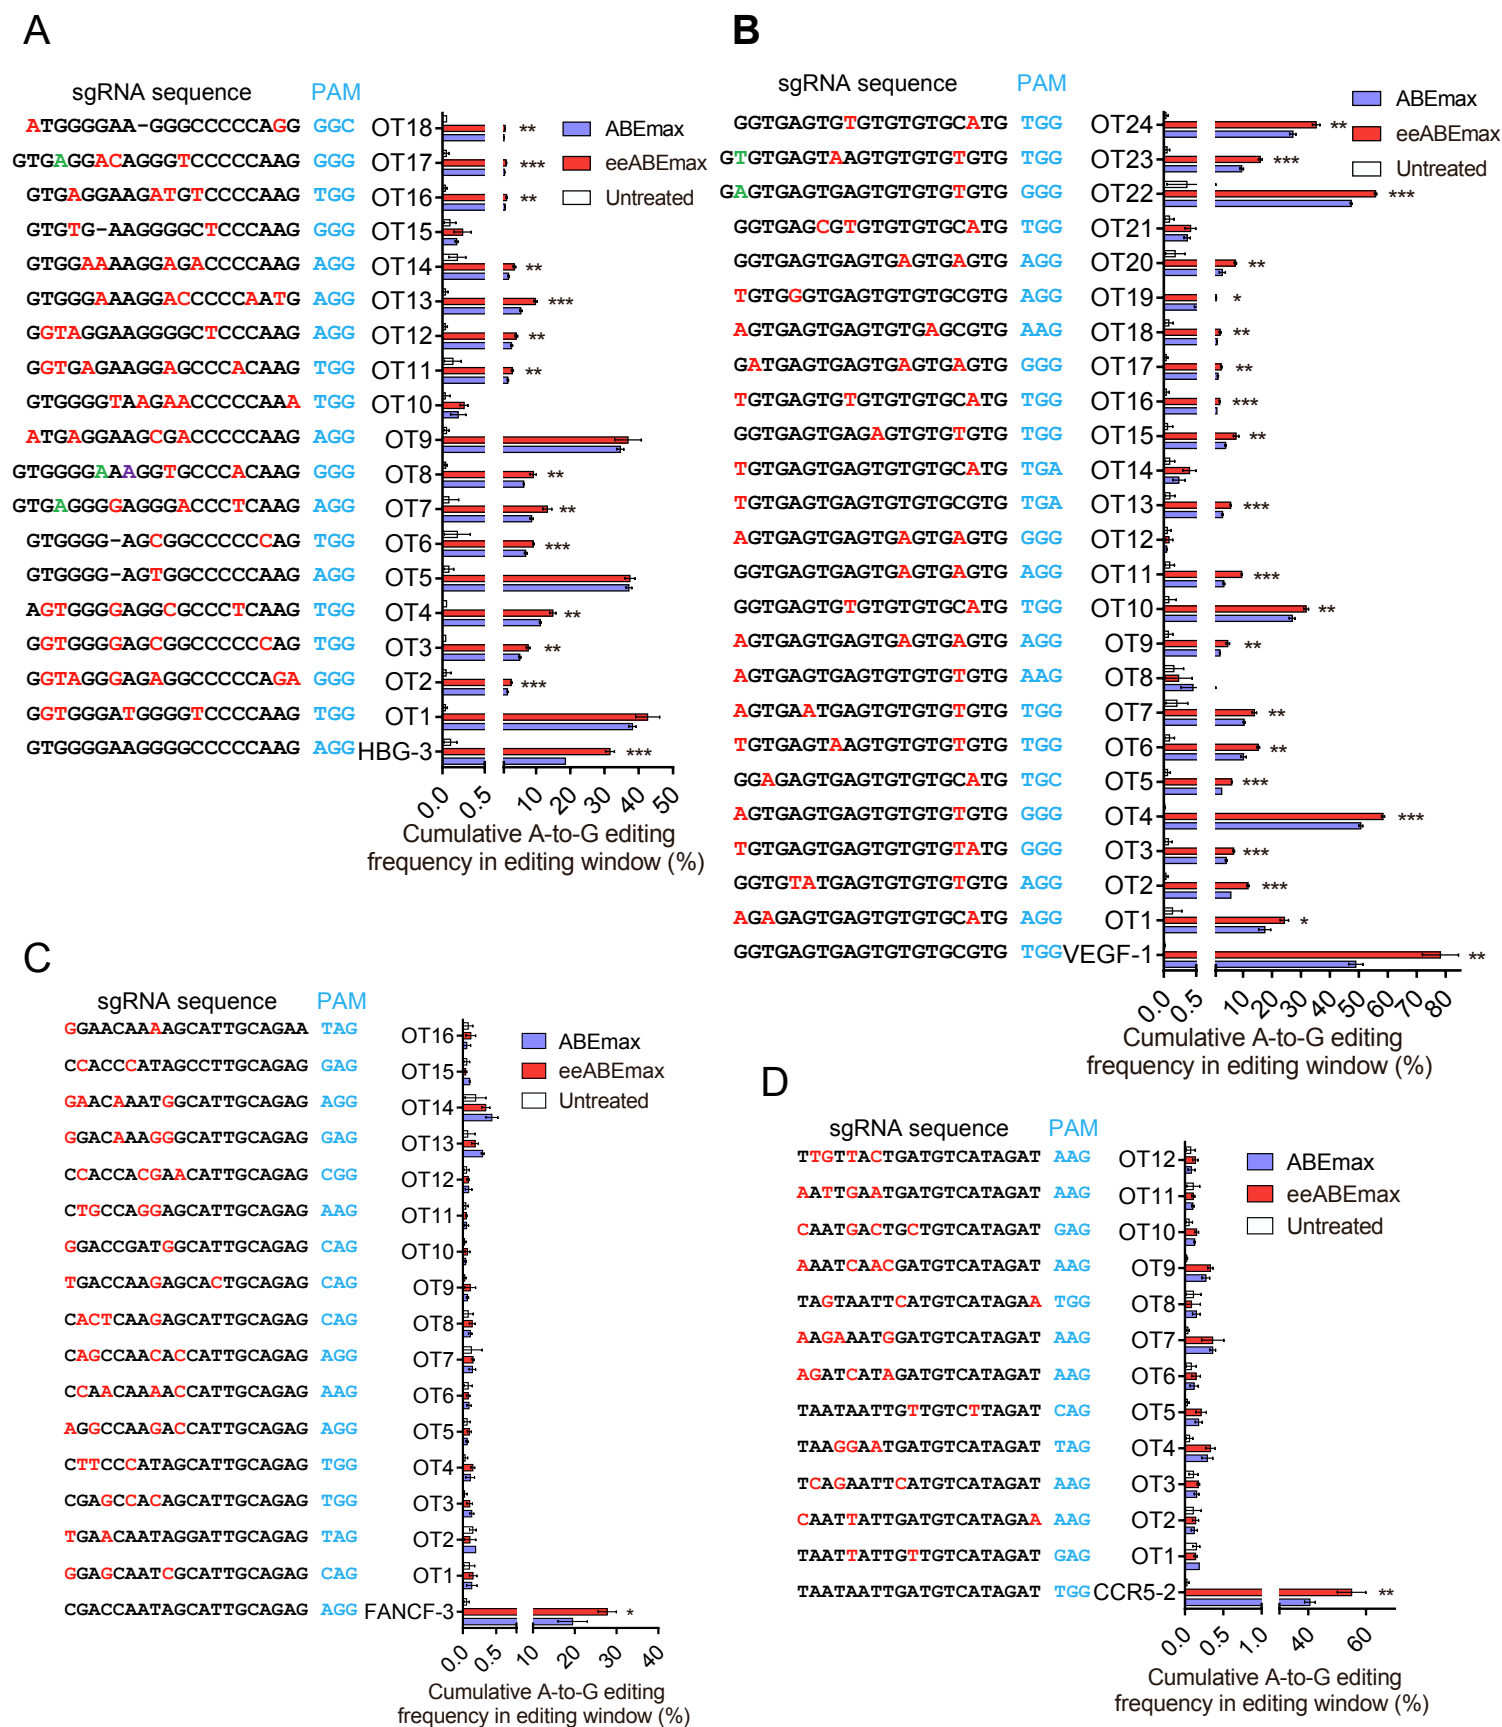 A
sgRNA sequence PAM
ABEmax
eeABEmax
Untreated
ATGGGGAA-GGGCCCCCAGG GGC OT18 **
GTGAGGACAGGGTCCCCCAAG GGG OT17 ***
GTGAGGAAGATGTCCCCAAG TGG OT16 **
GTGTG-AAGGGGCTCCCCAAG GGG OT15
GTGGAAAAGGAGACCCCAAG AGG OT14 **
GTGGGAAAGGACCCCCAATG AGG OT13 ***
GGTAGGAAGGGGCTCCCAAG AGG OT12 **
GGTGAGAAGGAGCCCACAAG TGG OT11 **
GTGGGGTAAGAACCCCCAAA TGG OT10
ATGAGGAAGCGACCCCCAAG AGG OT9
GTGGGGAAAGGTGCCCACAAG GGG OT8 **
GTGAGGGGAGGGACCCTCAAG AGG OT7 **
GTGGGG-AGCGGCCCCCCAG TGG OT6 ***
GTGGGG-AGTGGCCCCCAAG AGG OT5
AGTGGGGAGGCGCCCTCAAG TGG OT4 **
GGTGGGGAGCGGCCCCCCAG TGG OT3 **
GGTAGGGAGAGGCCCCCAGA GGG OT2 ***
GGTGGGATGGGGTCCCCAAG TGG OT1
GTGGGGAAGGGGCCCCCAAG AGG HBG-3 ***
0.0 0.5 10 20 30 40 50
Cumulative A-to-G editing
frequency in editing window (%)
B
sgRNA sequence PAM
ABEmax
eeABEmax
Untreated
GGTGAGTGTGTGTGTGCATG TGG OT24 **
GTGTGAGTAAGTGTGTGTGTG TGG OT23 ***
GAGTGAGTGAGTGTGTGTGTG GGG OT22 ***
GGTGAGCGTGTGTGTGCATG TGG OT21
GGTGAGTGAGTGAGTGAGTG AGG OT20 **
TGTGGGTGAGTGTGTGCGTG AGG OT19 *
AGTGAGTGAGTGTGAGCGTG AAG OT18 **
GATGAGTGAGTGAGTGAGTG GGG OT17 **
TGTGAGTGTGTGTGTGCATG TGG OT16 ***
GGTGAGTGAGAGTGTGTGTG TGG OT15 **
TGTGAGTGAGTGTGTGCATG TGA OT14
TGTGAGTGAGTGTGTGCGTG TGA OT13 ***
AGTGAGTGAGTGAGTGAGTG GGG OT12
GGTGAGTGAGTGAGTGAGTG AGG OT11 ***
GGTGAGTGTGTGTGTGCATG TGG OT10 **
AGTGAGTGAGTGAGTGAGTG AGG OT9 **
AGTGAGTGAGTGTGTGTGTG AAG OT8
AGTGAATGAGTGTGTGTGTG TGG OT7 **
TGTGAGTAAGTGTGTGTGTG TGG OT6 **
GGAGAGTGAGTGTGTGCATG TGC OT5 ***
AGTGAGTGAGTGTGTGTGTG GGG OT4 ***
TGTGAGTGAGTGTGTGTATG GGG OT3 ***
GGTGTATGAGTGTGTGTGTG AGG OT2 ***
AGAGAGTGAGTGTGTGCATG AGG OT1 *
GGTGAGTGAGTGTGTGCGTG TGG VEGF-1 **
0.0 0.5 10 20 30 40 50 60 70 80
Cumulative A-to-G editing
frequency in editing window (%)
C
sgRNA sequence PAM
ABEmax
eeABEmax
Untreated
GGAACAAAAGCATTGCAGAA TAG OT16
CCACCCATAGCCTTGCAGAG GAG OT15
GAACAAATGGCATTGCAGAG AGG OT14
GGACAAAGGGCATTGCAGAG GAG OT13
CCACCACGAACATTGCAGAG CGG OT12
CTGCCAGGAGCATTGCAGAG AAG OT11
GGACCGATGGCATTGCAGAG CAG OT10
TGACCAAGAGCACTGCAGAG CAG OT9
CACTCAAGAGCATTGCAGAG CAG OT8
CAGCCAACACCATTGCAGAG AGG OT7
CCAACAAAACCATTGCAGAG AAG OT6
AGGCCAAGACCATTGCAGAG AGG OT5
CTTCCCATAGCATTGCAGAG TGG OT4
CGAGCCACAGCATTGCAGAG TGG OT3
TGAACAATAGGATTGCAGAG TAG OT2
GGAGCAATCGCATTGCAGAG CAG OT1
CGACCAATAGCATTGCAGAG AGG FANCF-3 *
0.0 0.5 10 20 30 40
Cumulative A-to-G editing
frequency in editing window (%)
D
sgRNA sequence PAM
ABEmax
eeABEmax
Untreated
TTGTTACTGATGTCATAGAT AAG OT12
AATTGAATGATGTCATAGAT AAG OT11
CAATGACTGCTGTCATAGAT GAG OT10
AAATCAACGATGTCATAGAT AAG OT9
TAGTAATTCATGTCATAGAA TGG OT8
AAGAAATGGATGTCATAGAT AAG OT7
AGATCATAGATGTCATAGAT AAG OT6
TAATAATTGTTGTCTTAGAT CAG OT5
TAAGGAATGATGTCATAGAT TAG OT4
TCAGAATTCATGTCATAGAT AAG OT3
CAATTATTGATGTCATAGAA AAG OT2
TAATTATTGTTGTCATAGAT GAG OT1
TAATAATTGATGTCATAGAT TGG CCR5-2 **
0.0 0.5 1.0 40 60
Cumulative A-to-G editing
frequency in editing window (%)